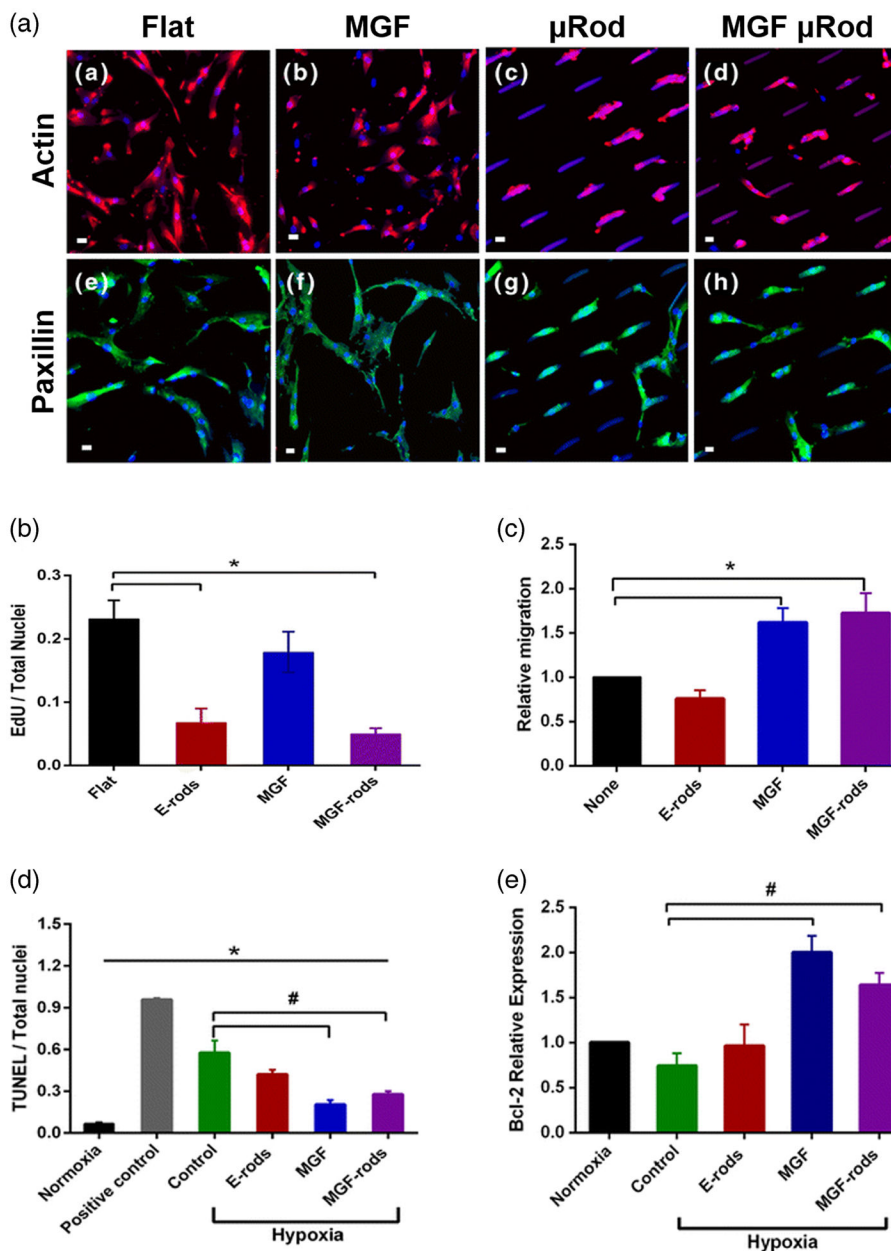 (a)
Flat MGF µRod MGF µRod
Actin
(a) (b) (c) (d)
Paxillin
(e) (f) (g) (h)
(b)
*
EdU / Total Nuclei
0.3
0.2
0.1
0.0
Flat E-rods MGF MGF-rods
(c)
*
Relative migration
2.5
2.0
1.5
1.0
0.5
0.0
None E-rods MGF MGF-rods
(d)
*
#
TUNEL / Total nuclei
1.5
1.2
0.9
0.6
0.3
0.0
Normoxia Positive control Control E-rods MGF MGF-rods
Hypoxia
(e)
#
Bcl-2 Relative Expression
2.5
2.0
1.5
1.0
0.5
0.0
Normoxia Control E-rods MGF MGF-rods
Hypoxia